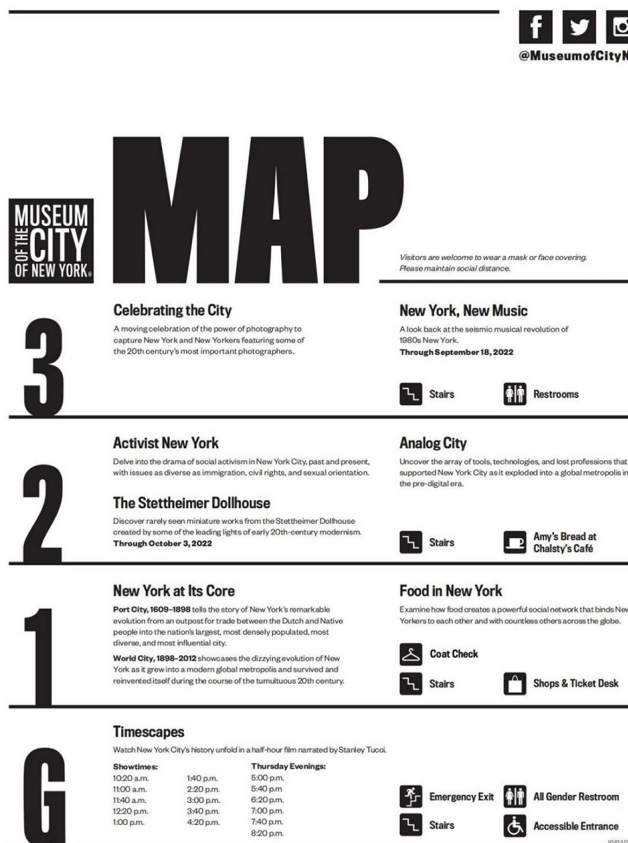 @MuseumofCityN
MUSEUM
OF THE CITY
OF NEW YORK®
MAP
Visitors are welcome to wear a mask or face covering.
Please maintain social distance.
3
Celebrating the City
A moving celebration of the power of photography to
capture New York and New Yorkers featuring some of
the 20th century's most important photographers.
New York, New Music
A look back at the seismic musical revolution of
1980s New York.
Through September 18, 2022
Stairs
Restrooms
2
Activist New York
Delve into the drama of social activism in New York City, past and present,
with issues as diverse as immigration, civil rights, and sexual orientation.
The Stettheimer Dollhouse
Discover rarely seen miniature works from the Stettheimer Dollhouse
created by some of the leading lights of early 20th-century modernism.
Through October 3, 2022
Analog City
Uncover the array of tools, technologies, and lost professions that
supported New York City as it exploded into a global metropolis in
the pre-digital era.
Stairs
Amy's Bread at
Chalsty's Café
1
New York at Its Core
Port City, 1609–1898 tells the story of New York's remarkable
evolution from an outpost for trade between the Dutch and Native
people into the nation's largest, most densely populated, most
diverse, and most influential city.
World City, 1898–2012 showcases the dizzying evolution of New
York as it grew into a modern global metropolis and survived and
reinvented itself during the course of the tumultuous 20th century.
Food in New York
Examine how food creates a powerful social network that binds New
Yorkers to each other and with countless others across the globe.
Coat Check
Stairs
Shops & Ticket Desk
G
Timescapes
Watch New York City's history unfold in a half-hour film narrated by Stanley Tucci.
Showtimes:
10:20 a.m.
11:00 a.m.
11:40 a.m.
12:20 p.m.
1:00 p.m.
1:40 p.m.
2:20 p.m.
3:00 p.m.
3:40 p.m.
4:20 p.m.
Thursday Evenings:
5:00 p.m.
5:40 p.m
6:20 p.m.
7:00 p.m.
7:40 p.m.
8:20 p.m.
Emergency Exit
All Gender Restroom
Stairs
Accessible Entrance